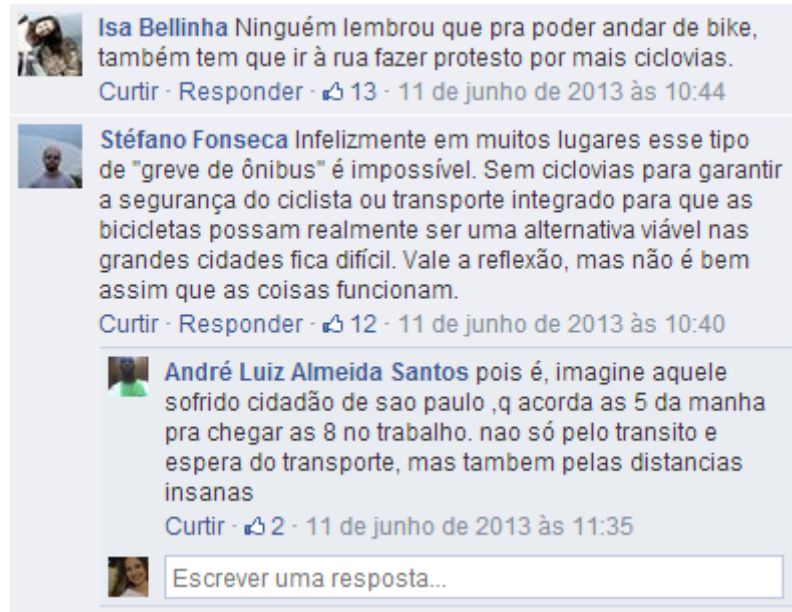 Isa Bellinha Ninguém lembrou que pra poder andar de bike,
também tem que ir à rua fazer protesto por mais ciclovias.
Curtir · Responder · 13 · 11 de junho de 2013 às 10:44
Stéfano Fonseca Infelizmente em muitos lugares esse tipo
de "greve de ônibus" é impossível. Sem ciclovias para garantir
a segurança do ciclista ou transporte integrado para que as
bicicletas possam realmente ser uma alternativa viável nas
grandes cidades fica difícil. Vale a reflexão, mas não é bem
assim que as coisas funcionam.
Curtir · Responder · 12 · 11 de junho de 2013 às 10:40
André Luiz Almeida Santos pois é, imagine aquele
sofrido cidadão de sao paulo ,q acorda as 5 da manha
pra chegar as 8 no trabalho. nao só pelo transito e
espera do transporte, mas tambem pelas distancias
insanas
Curtir · 2 · 11 de junho de 2013 às 11:35
Escrever uma resposta...